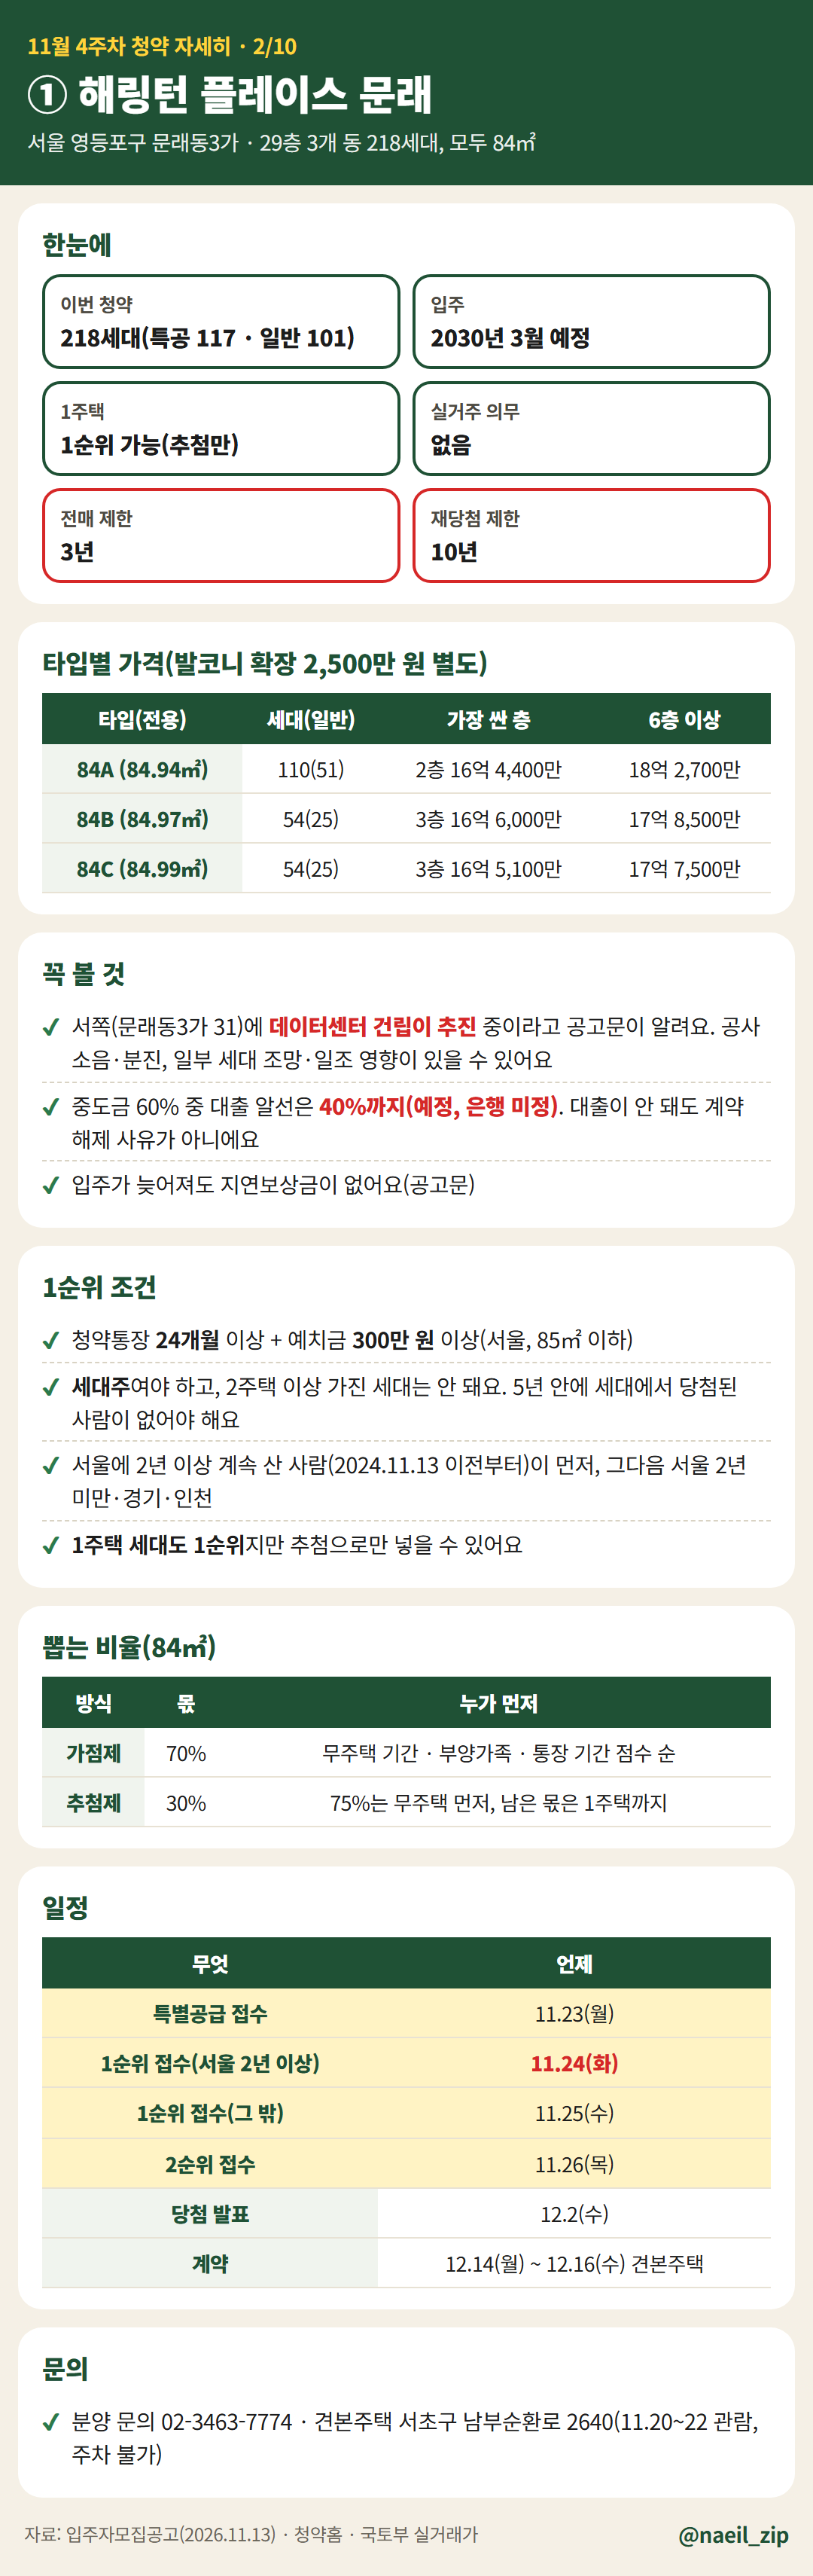 11월 4주차 청약 자세히 · 2/10
① 해링턴 플레이스 문래
서울 영등포구 문래동3가 · 29층 3개 동 218세대, 모두 84㎡
한눈에
이번 청약
218세대(특공 117 · 일반 101)
입주
2030년 3월 예정
1주택
1순위 가능(추첨만)
실거주 의무
없음
전매 제한
3년
재당첨 제한
10년
타입별 가격(발코니 확장 2,500만 원 별도)
타입(전용) 세대(일반) 가장 싼 층 6층 이상
84A (84.94㎡) 110(51) 2층 16억 4,400만 18억 2,700만
84B (84.97㎡) 54(25) 3층 16억 6,000만 17억 8,500만
84C (84.99㎡) 54(25) 3층 16억 5,100만 17억 7,500만
꼭 볼 것
✔ 서쪽(문래동3가 31)에 데이터센터 건립이 추진 중이라고 공고문이 알려요. 공사
소음·분진, 일부 세대 조망·일조 영향이 있을 수 있어요
✔ 중도금 60% 중 대출 알선은 40%까지(예정, 은행 미정). 대출이 안 돼도 계약
해제 사유가 아니에요
✔ 입주가 늦어져도 지연보상금이 없어요(공고문)
1순위 조건
✔ 청약통장 24개월 이상 + 예치금 300만 원 이상(서울, 85㎡ 이하)
✔ 세대주여야 하고, 2주택 이상 가진 세대는 안 돼요. 5년 안에 세대에서 당첨된
사람이 없어야 해요
✔ 서울에 2년 이상 계속 산 사람(2024.11.13 이전부터)이 먼저, 그다음 서울 2년
미만·경기·인천
✔ 1주택 세대도 1순위지만 추첨으로만 넣을 수 있어요
뽑는 비율(84㎡)
방식 몫 누가 먼저
가점제 70% 무주택 기간 · 부양가족 · 통장 기간 점수 순
추첨제 30% 75%는 무주택 먼저, 남은 몫은 1주택까지
일정
무엇 언제
특별공급 접수 11.23(월)
1순위 접수(서울 2년 이상) 11.24(화)
1순위 접수(그 밖) 11.25(수)
2순위 접수 11.26(목)
당첨 발표 12.2(수)
계약 12.14(월) ~ 12.16(수) 견본주택
문의
✔ 분양 문의 02-3463-7774 · 견본주택 서초구 남부순환로 2640(11.20~22 관람,
주차 불가)
자료: 입주자모집공고(2026.11.13) · 청약홈 · 국토부 실거래가
@naeil_zip